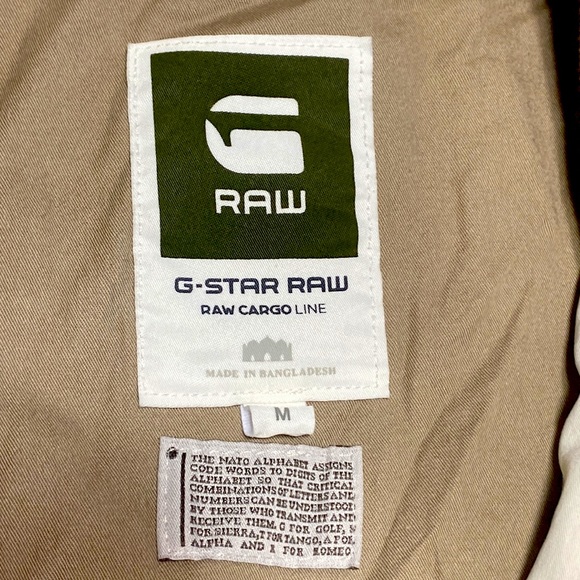 RAW
G-STAR RAW
RAW CARGO LINE
MADE IN BANGLADESH
M
THE NATO ALPHABET ASSIGNS
CODE WORDS TO DIGITS OF THE
ALPHABET SO THAT CRITICAL
COMBINATIONS OF LETTERS AND
NUMBERS CAN BE UNDERSTOOD
BY THOSE WHO TRANSMIT AND
RECEIVE THEM, G FOR GOLF, S
FOR SIERRA, T FOR TANGO, A FOR
ALPHA AND R FOR ROMEO